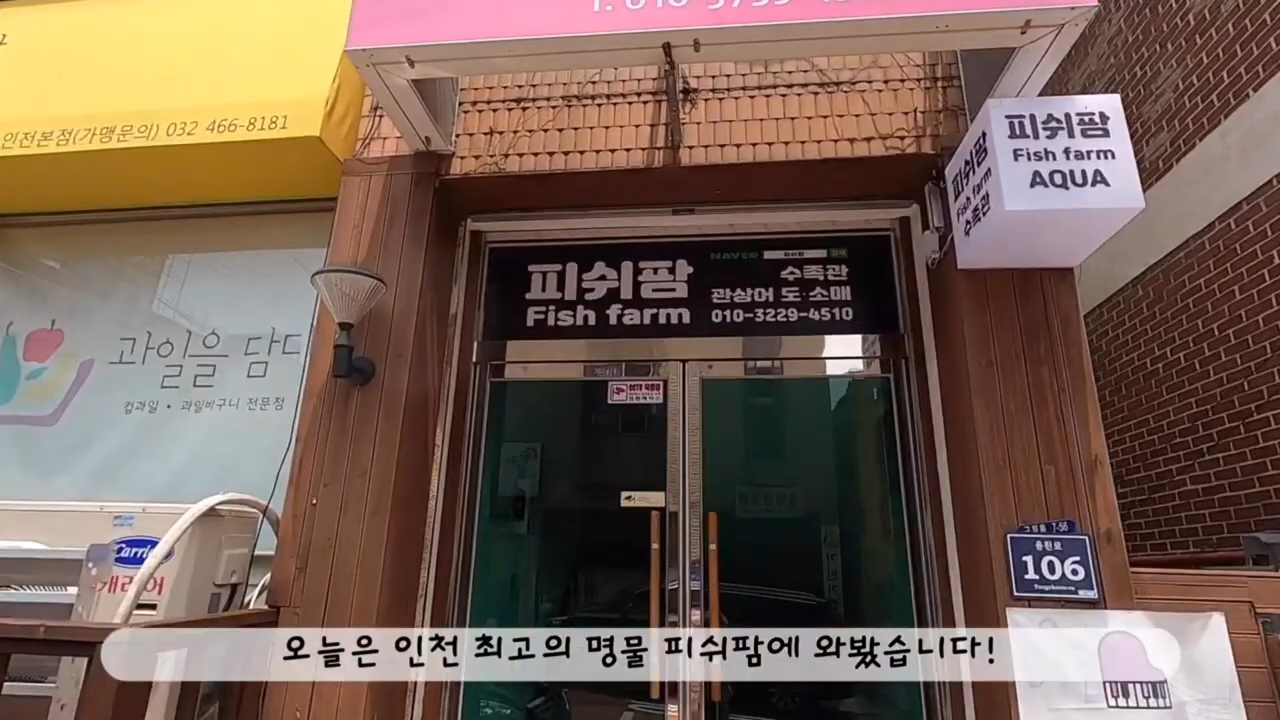 인천본점(가맹문의) 032 466-8181
피쉬팜
Fish farm
AQUA
피쉬팜
Fish farm
수족관
NAVER
피쉬팜
Fish farm
수족관
관상어 도·소매
010-3229-4510
과일을 담다
컵과일 • 과일바구니 전문점
Carrier
캐리어
용천로
106
오늘은 인천 최고의 명물 피쉬팜에 와봤습니다!